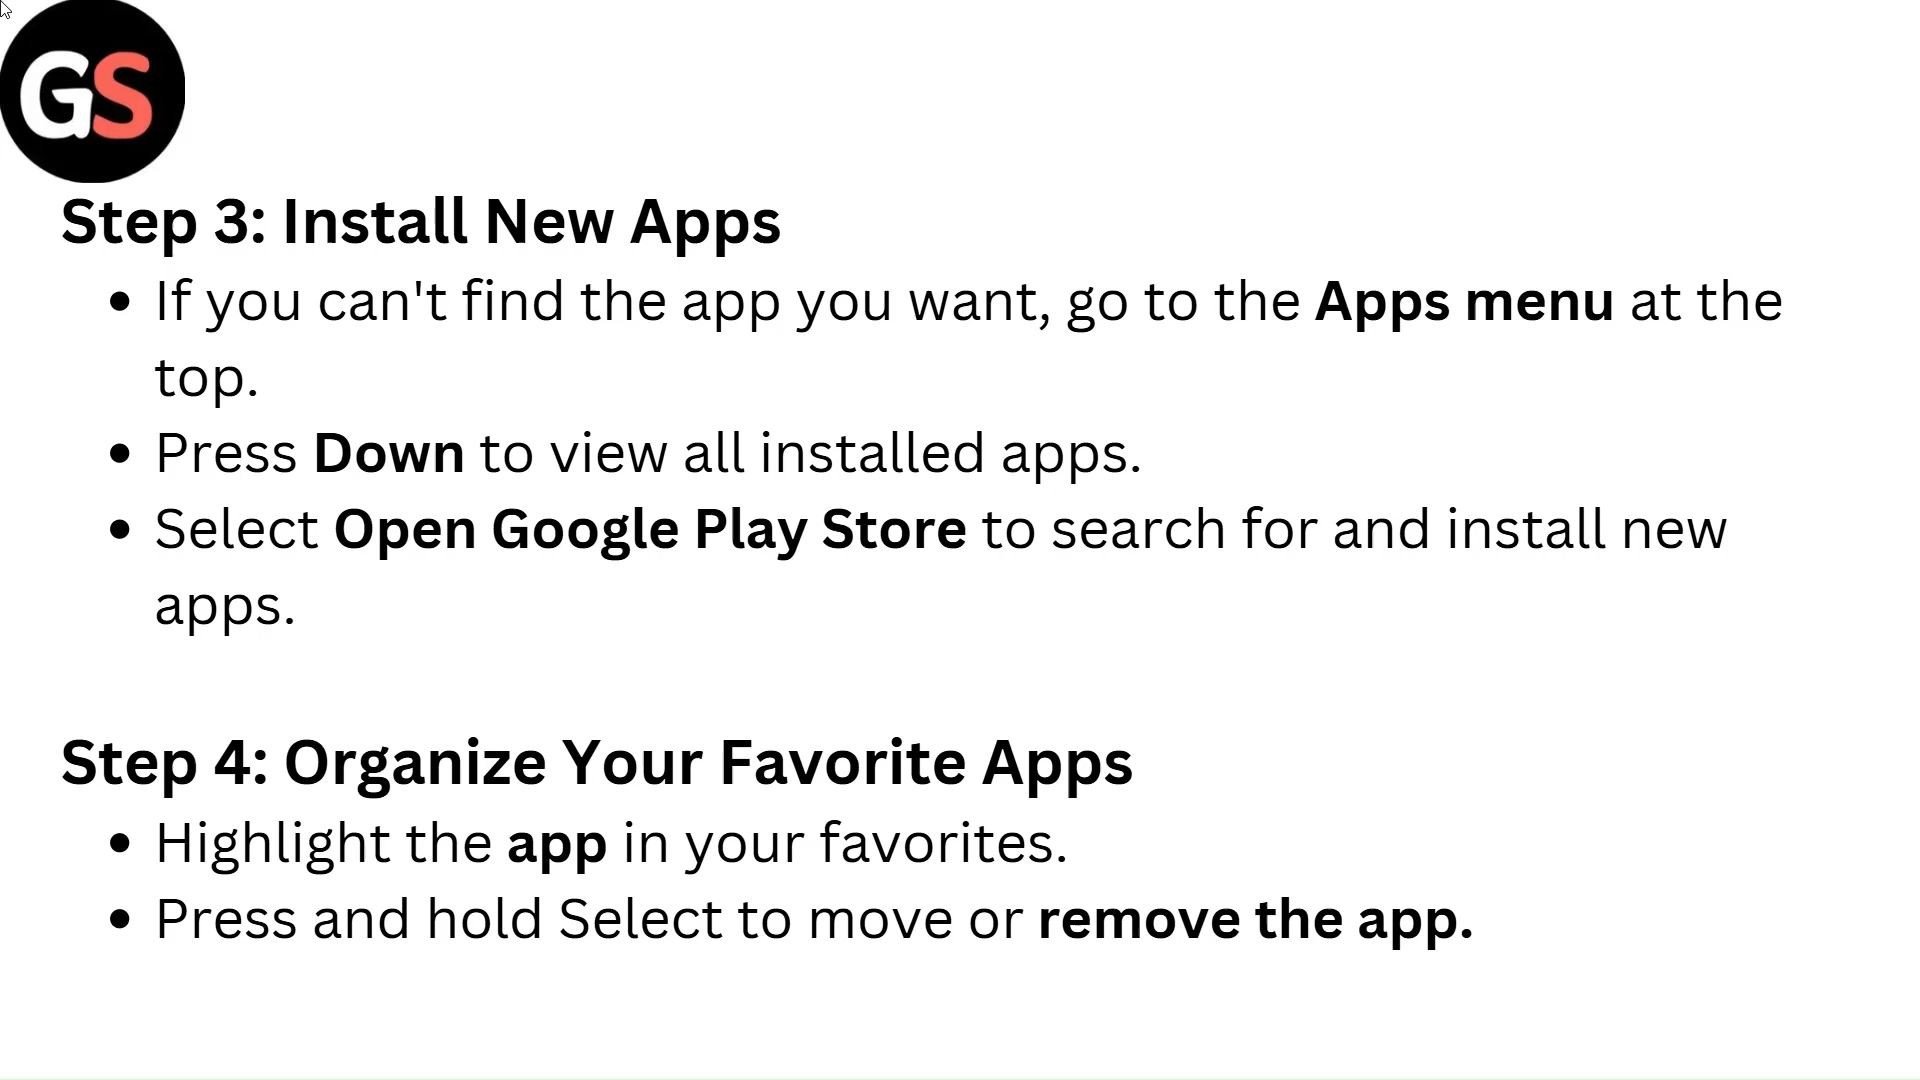 GS
Step 3: Install New Apps
• If you can't find the app you want, go to the Apps menu at the
top.
• Press Down to view all installed apps.
• Select Open Google Play Store to search for and install new
apps.
Step 4: Organize Your Favorite Apps
• Highlight the app in your favorites.
• Press and hold Select to move or remove the app.